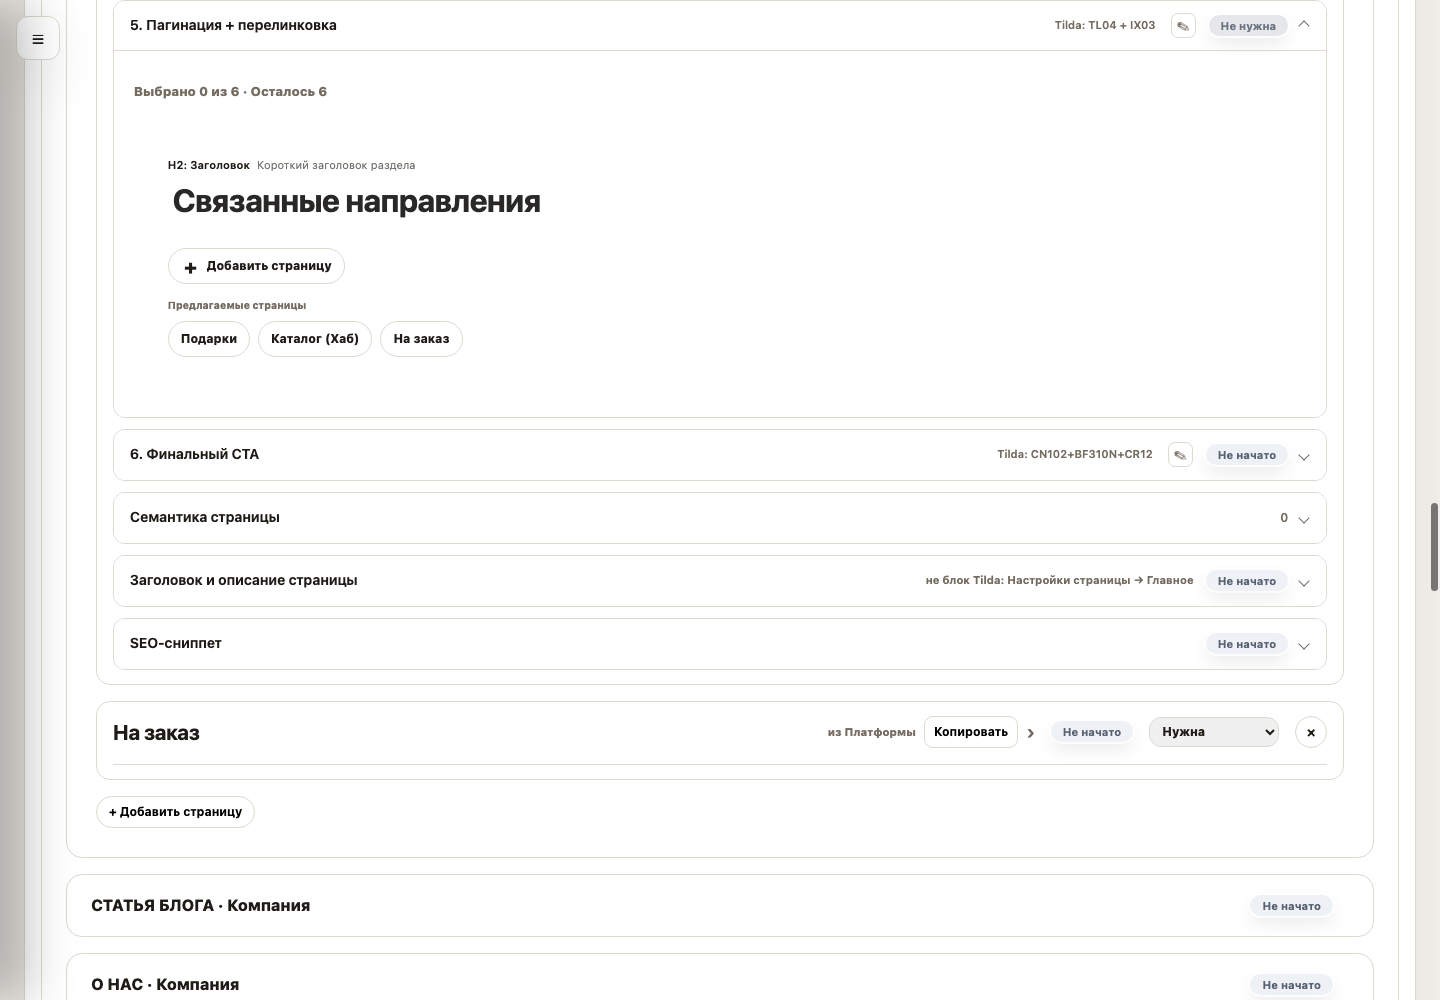 5. Пагинация + перелинковка Tilda: TL04 + IX03 Не нужна
Выбрано 0 из 6 · Осталось 6
H2: Заголовок Короткий заголовок раздела
Связанные направления
+ Добавить страницу
Предлагаемые страницы
Подарки Каталог (Хаб) На заказ
6. Финальный CTA Tilda: CN102+BF310N+CR12 Не начато
Семантика страницы 0
Заголовок и описание страницы не блок Tilda: Настройки страницы → Главное Не начато
SEO-сниппет Не начато
На заказ из Платформы Копировать › Не начато Нужна ×
+ Добавить страницу
СТАТЬЯ БЛОГА · Компания Не начато
О НАС · Компания Не начато